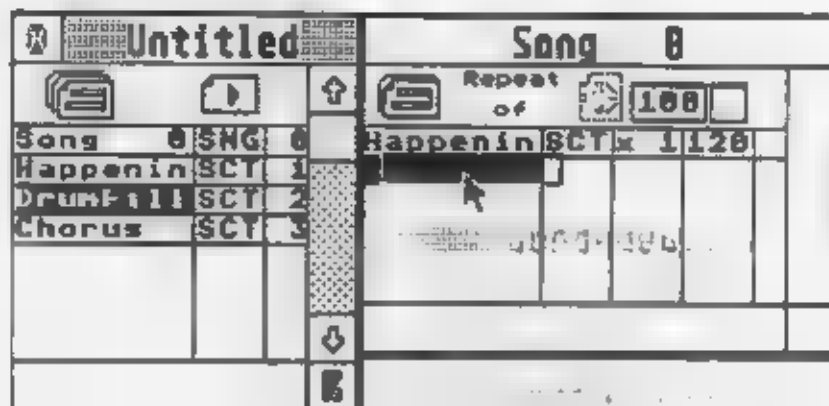 Untitled
Song 0
Repeat of
100
Song 0 SNG 0
Happenin SCT 1
DrumFill SCT 2
Chorus SCT 3
Happenin SCT x 1 120